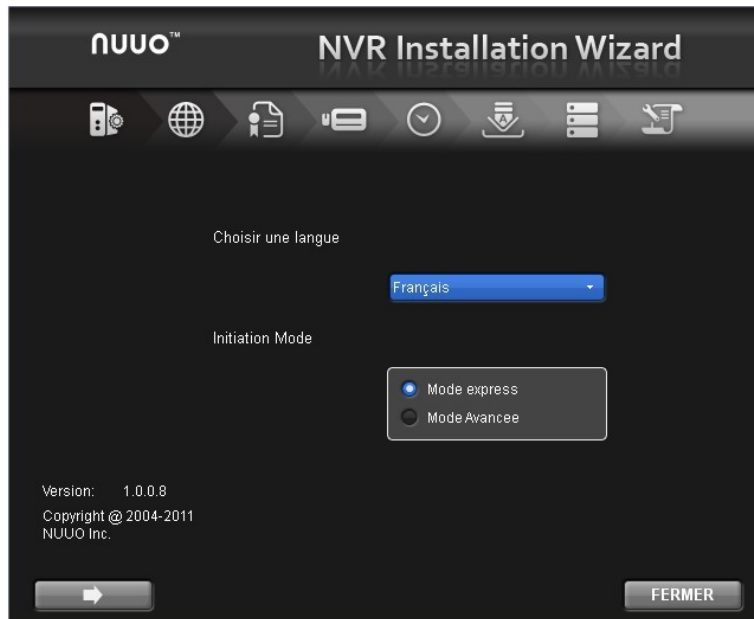 nuuo™
NVR Installation Wizard
Choisir une langue
Français
Initiation Mode
Mode express
Mode Avancee
Version: 1.0.0.8
Copyright @ 2004-2011
NUUO Inc.
FERMER